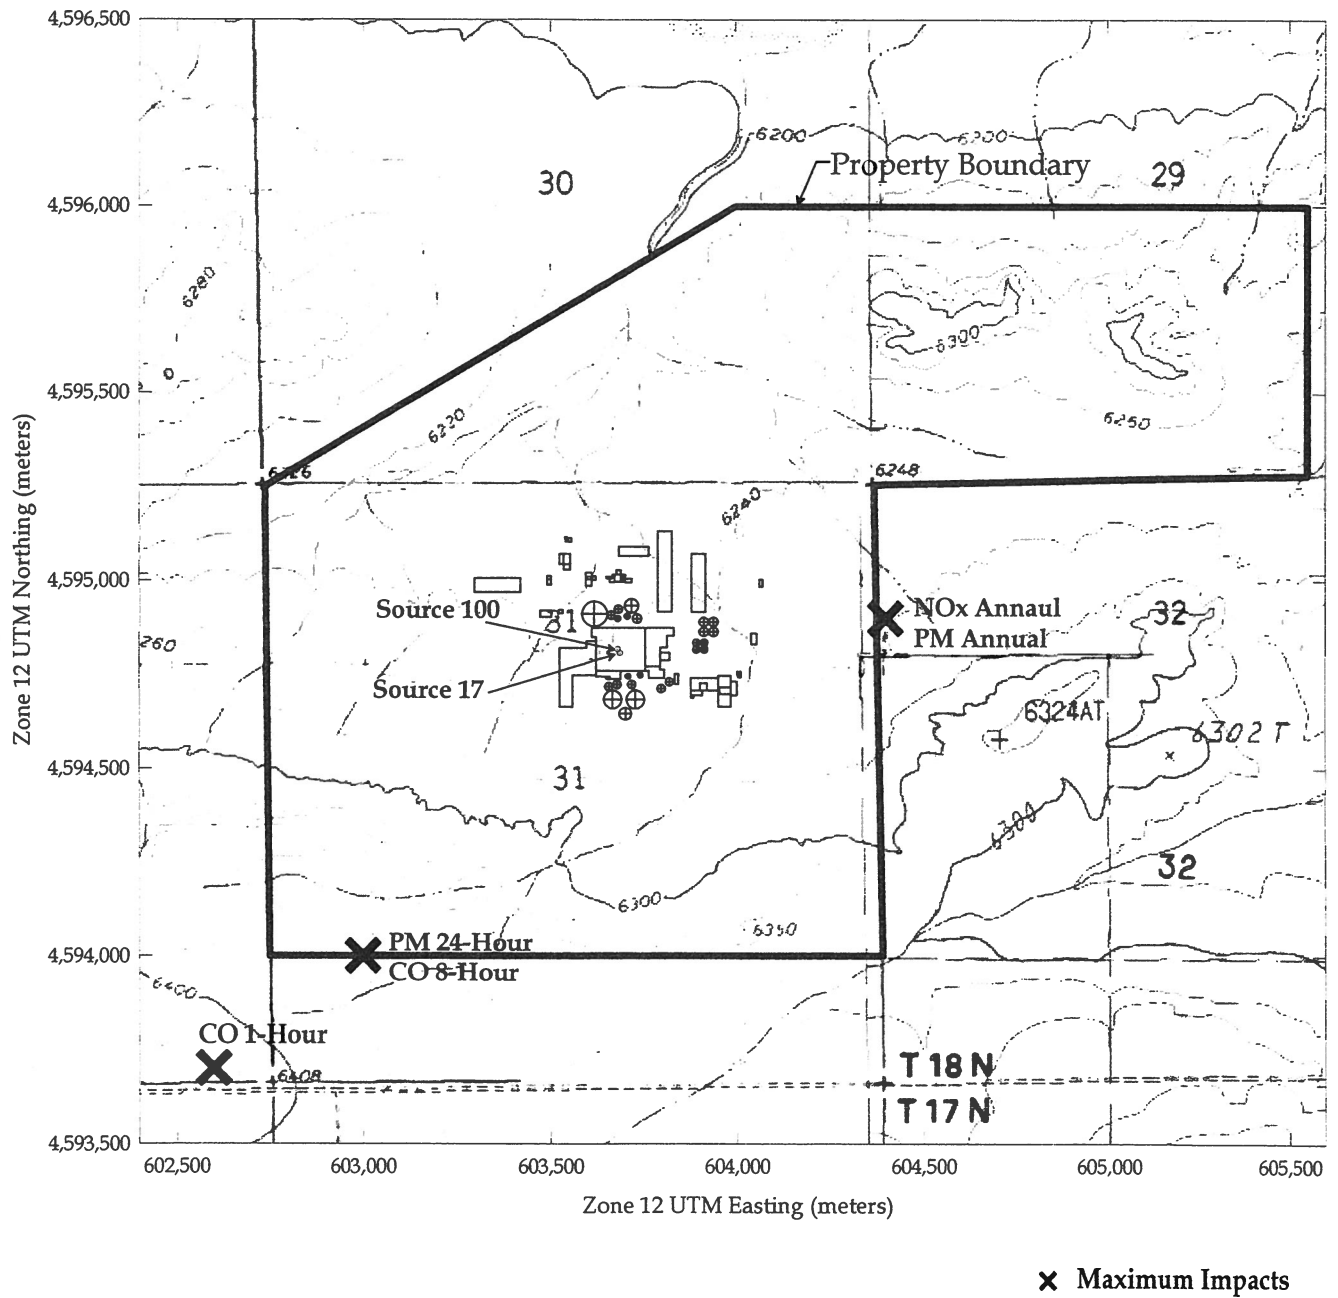 4,596,500
6200
6200
Property Boundary
30
29
4,596,000
6280
6300
4,595,500
6320
6250
6248
6240
4,595,000
Source 100
31
NOx Annaul
PM Annual
32
260
Source 17
6324AT
6302 T
4,594,500
31
6300
32
6300
6350
PM 24-Hour
CO 8-Hour
4,594,000
6400
CO 1-Hour
6408
T 18 N
T 17 N
4,593,500
602,500 603,000 603,500 604,000 604,500 605,000 605,500
Zone 12 UTM Easting (meters)
Zone 12 UTM Northing (meters)
Maximum Impacts